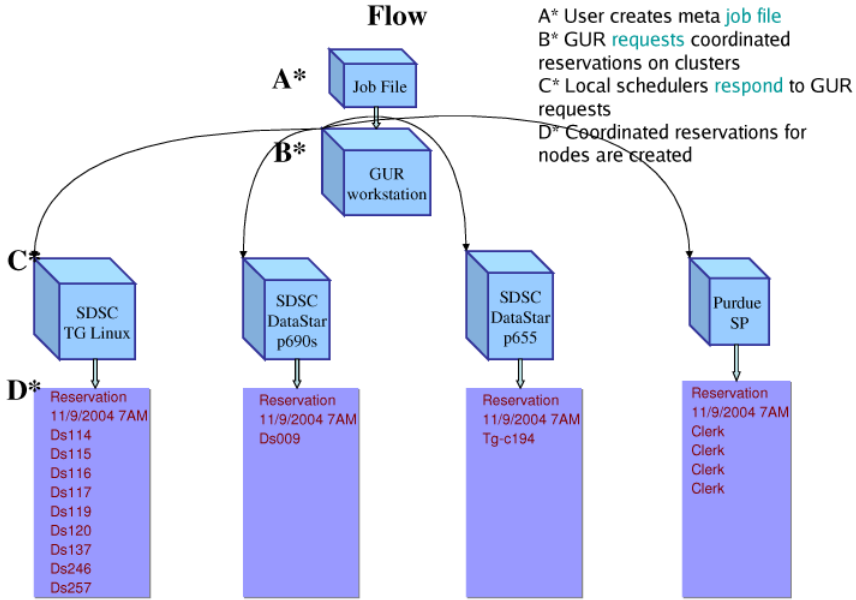 Flow
A* User creates meta job file
B* GUR requests coordinated
reservations on clusters
C* Local schedulers respond to GUR
requests
D* Coordinated reservations for
nodes are created
A*
Job File
B*
GUR
workstation
C*
SDSC
TG Linux
SDSC
DataStar
p690s
SDSC
DataStar
p655
Purdue
SP
D*
Reservation
11/9/2004 7AM
Ds114
Ds115
Ds116
Ds117
Ds119
Ds120
Ds137
Ds246
Ds257
Reservation
11/9/2004 7AM
Ds009
Reservation
11/9/2004 7AM
Tg-c194
Reservation
11/9/2004 7AM
Clerk
Clerk
Clerk
Clerk